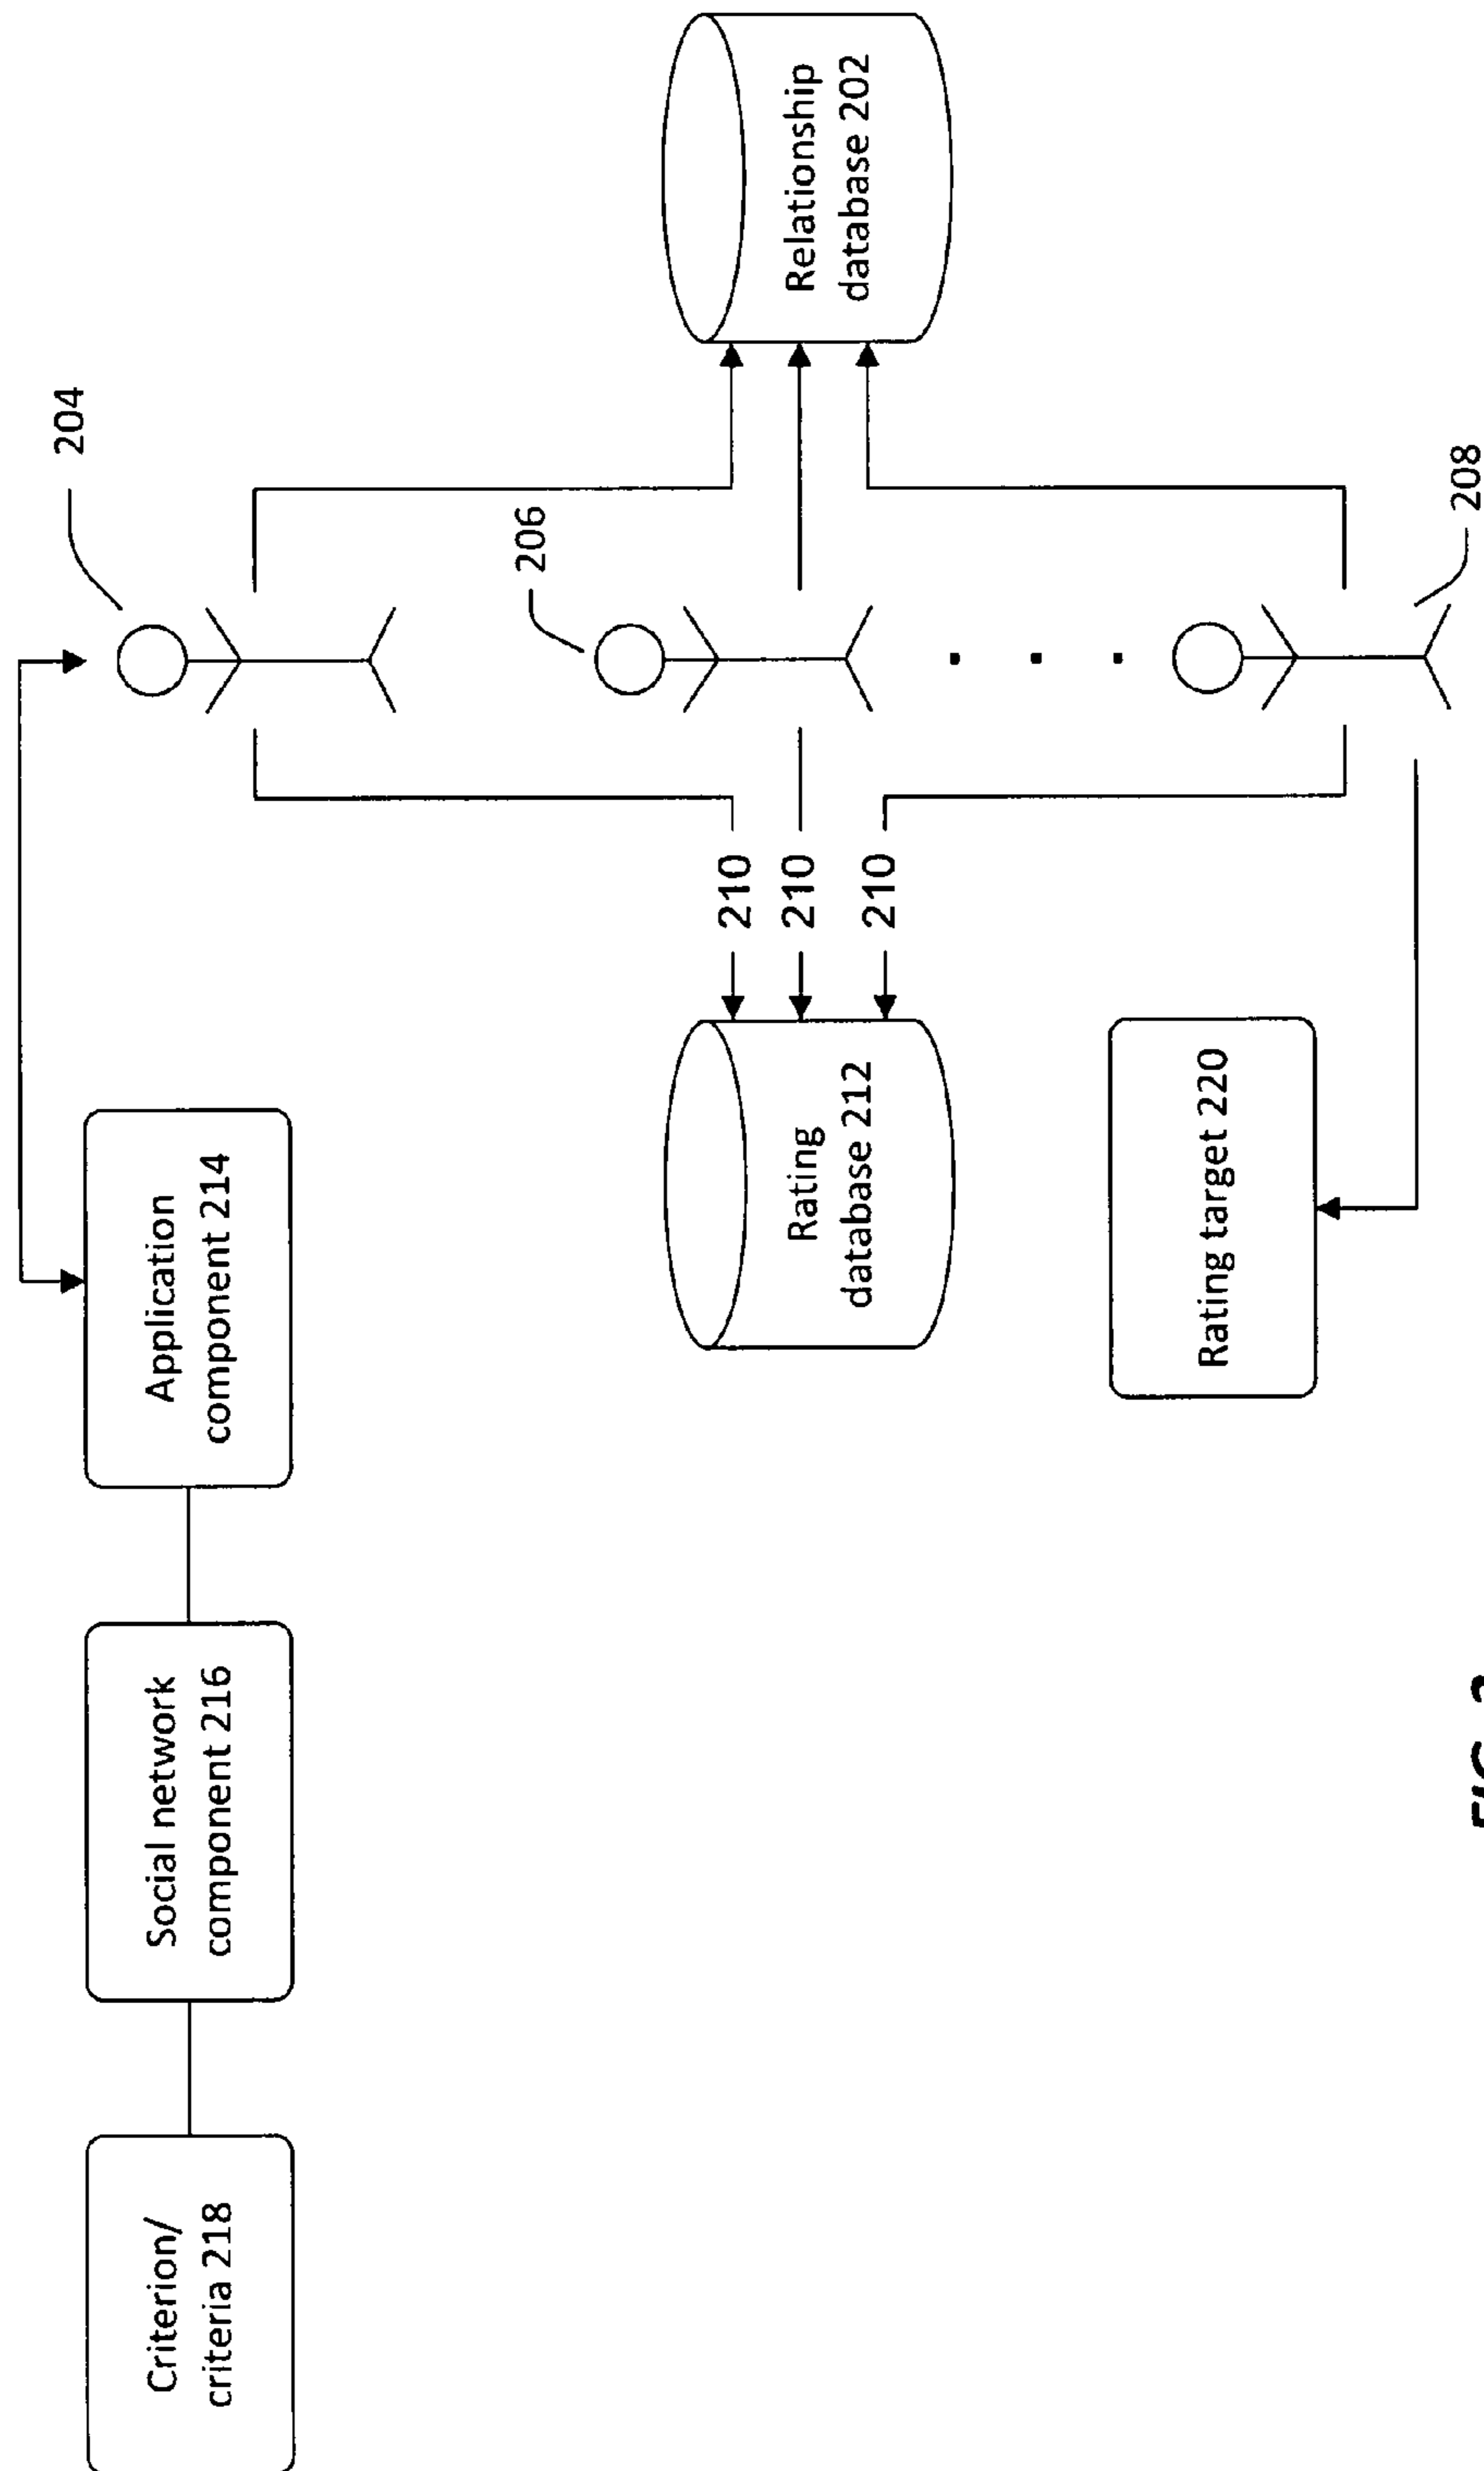 Criterion/
criteria 218
Social network
component 216
Application
component 214
204
206
Rating
database 212
210
210
210
Relationship
database 202
Rating target 220
208
FIG.